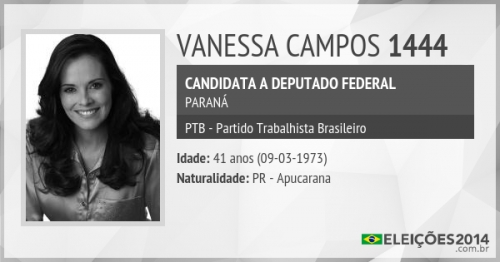 VANESSA CAMPOS 1444
CANDIDATA A DEPUTADO FEDERAL
PARANÁ
PTB - Partido Trabalhista Brasileiro
Idade: 41 anos (09-03-1973)
Naturalidade: PR - Apucarana
ELEIÇÕES2014
.com.br